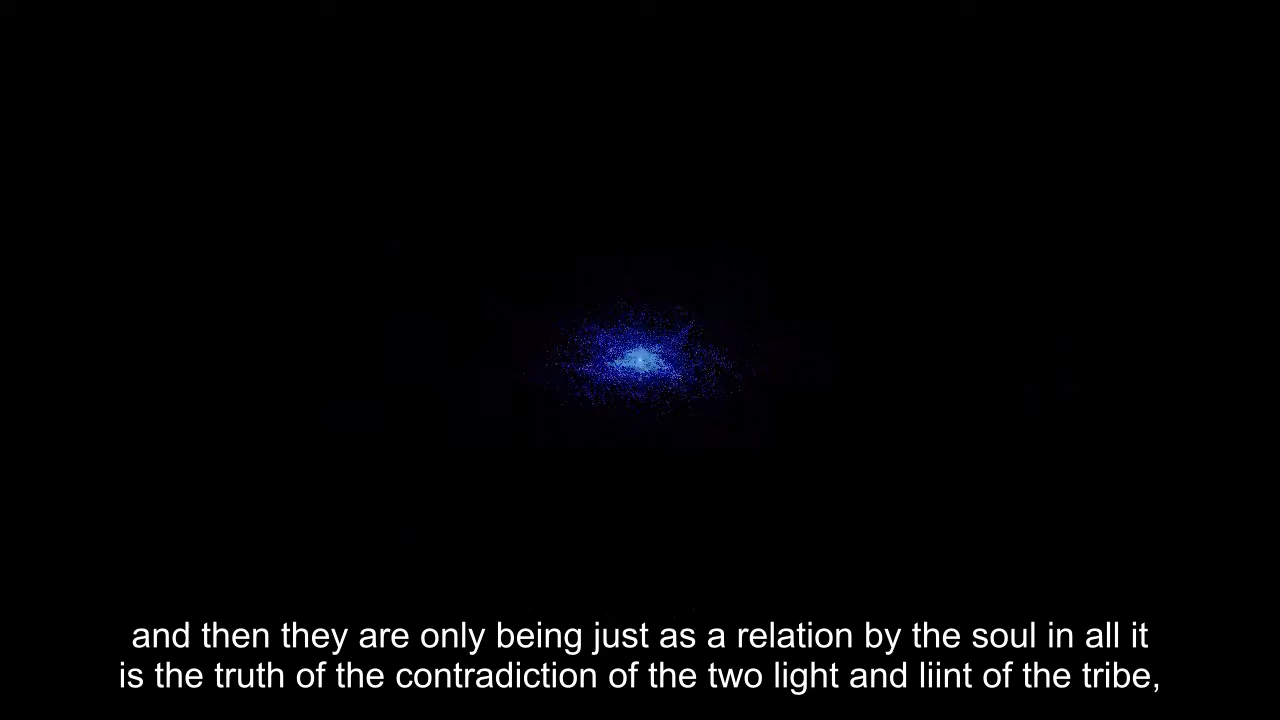 and then they are only being just as a relation by the soul in all it
is the truth of the contradiction of the two light and liint of the tribe,